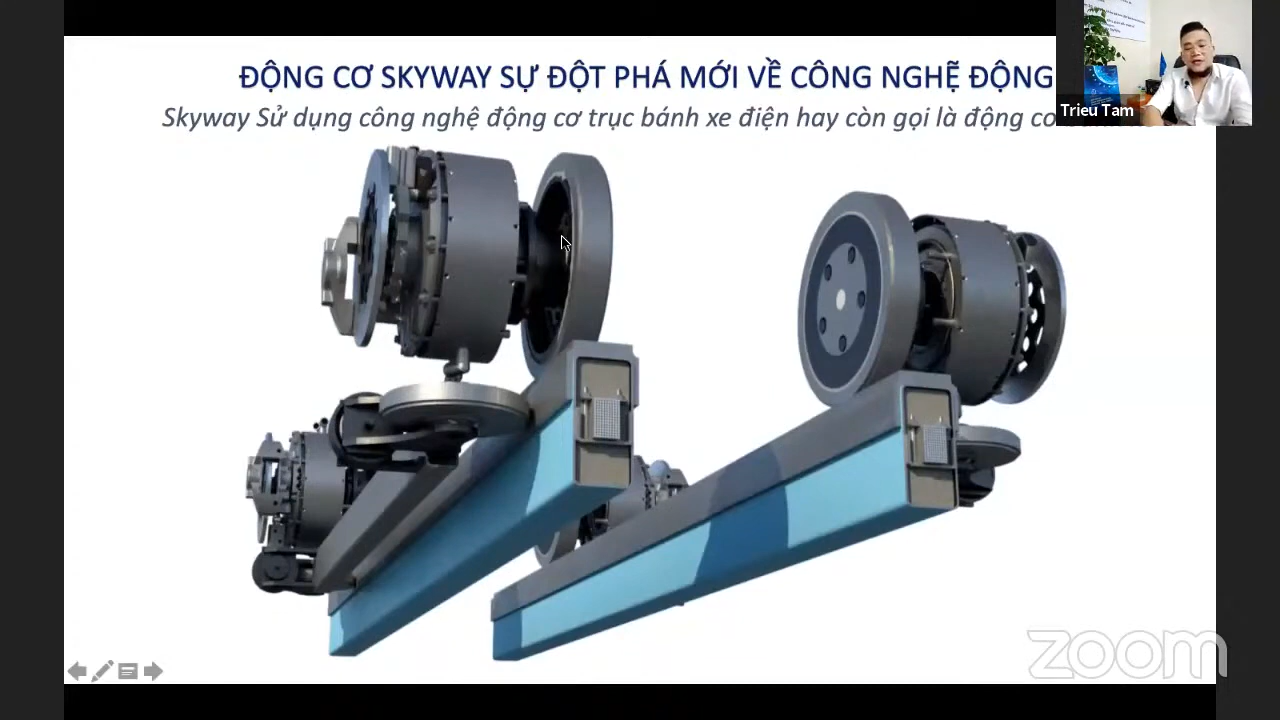 ĐỘNG CƠ SKYWAY SỰ ĐỘT PHÁ MỚI VỀ CÔNG NGHẸ̃ ĐỘNG
Skyway Sử dụng công nghệ động cơ trục bánh xe điện hay còn gọi là động cơ
Trieu Tam
zoom